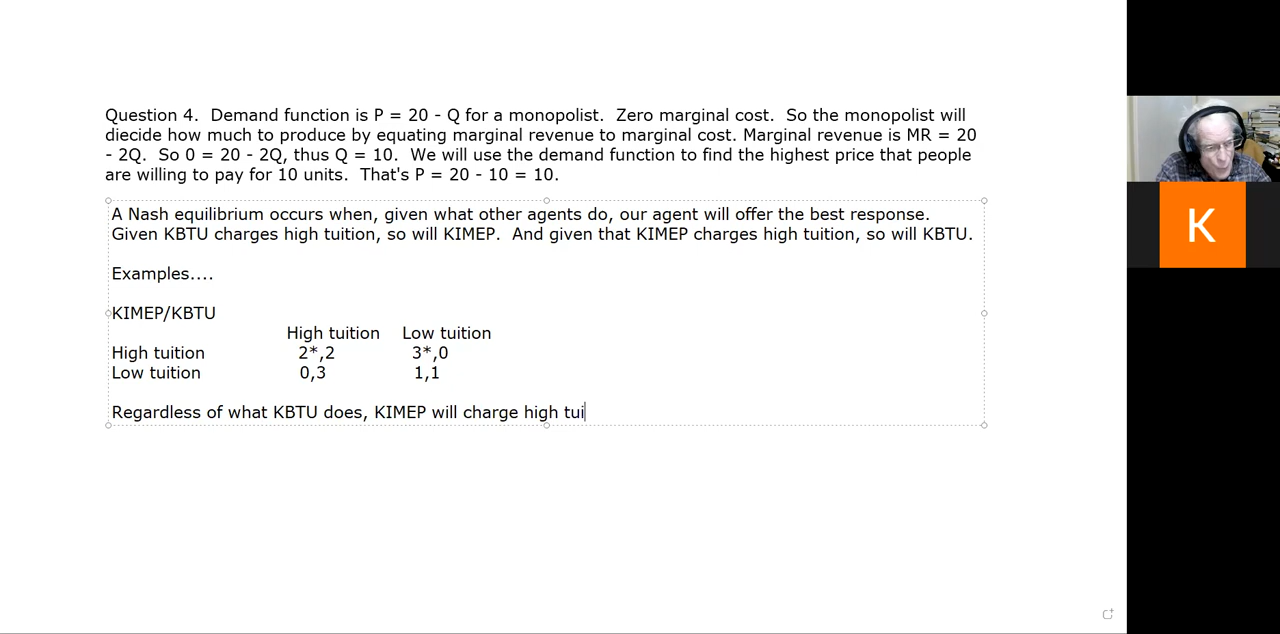 Question 4.  Demand function is P = 20 - Q for a monopolist.  Zero marginal cost.  So the monopolist will
diecide how much to produce by equating marginal revenue to marginal cost. Marginal revenue is MR = 20
- 2Q.  So 0 = 20 - 2Q, thus Q = 10.  We will use the demand function to find the highest price that people
are willing to pay for 10 units.  That's P = 20 - 10 = 10.
A Nash equilibrium occurs when, given what other agents do, our agent will offer the best response.
Given KBTU charges high tuition, so will KIMEP.  And given that KIMEP charges high tuition, so will KBTU.
Examples....
KIMEP/KBTU
High tuition Low tuition
High tuition 2*,2 3*,0
Low tuition 0,3 1,1
Regardless of what KBTU does, KIMEP will charge high tui
K